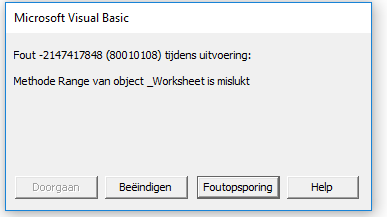 Microsoft Visual Basic
Fout -2147417848 (80010108) tijdens uitvoering:
Methode Range van object _Worksheet is mislukt
Doorgaan
Beëindigen
Foutopsporing
Help